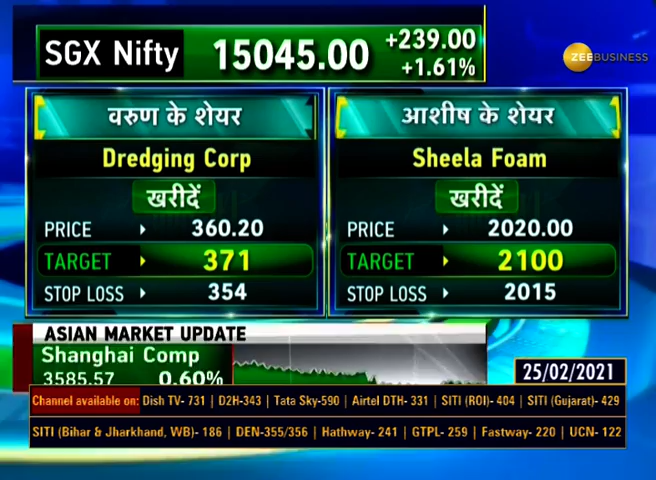 SGX Nifty 15045.00 +239.00 +1.61%
ZEE BUSINESS
वरुण के शेयर
Dredging Corp
खरीदें
PRICE 360.20
TARGET 371
STOP LOSS 354
आशीष के शेयर
Sheela Foam
खरीदें
PRICE 2020.00
TARGET 2100
STOP LOSS 2015
ASIAN MARKET UPDATE
Shanghai Comp
3585.57 0.60%
25/02/2021
Channel available on: Dish TV- 731 | D2H-343 | Tata Sky-590 | Airtel DTH- 331 | SITI (ROI)- 404 | SITI (Gujarat)- 429
SITI (Bihar & Jharkhand, WB)- 186 | DEN-355/356 | Hathway- 241 | GTPL- 259 | Fastway- 220 | UCN- 122